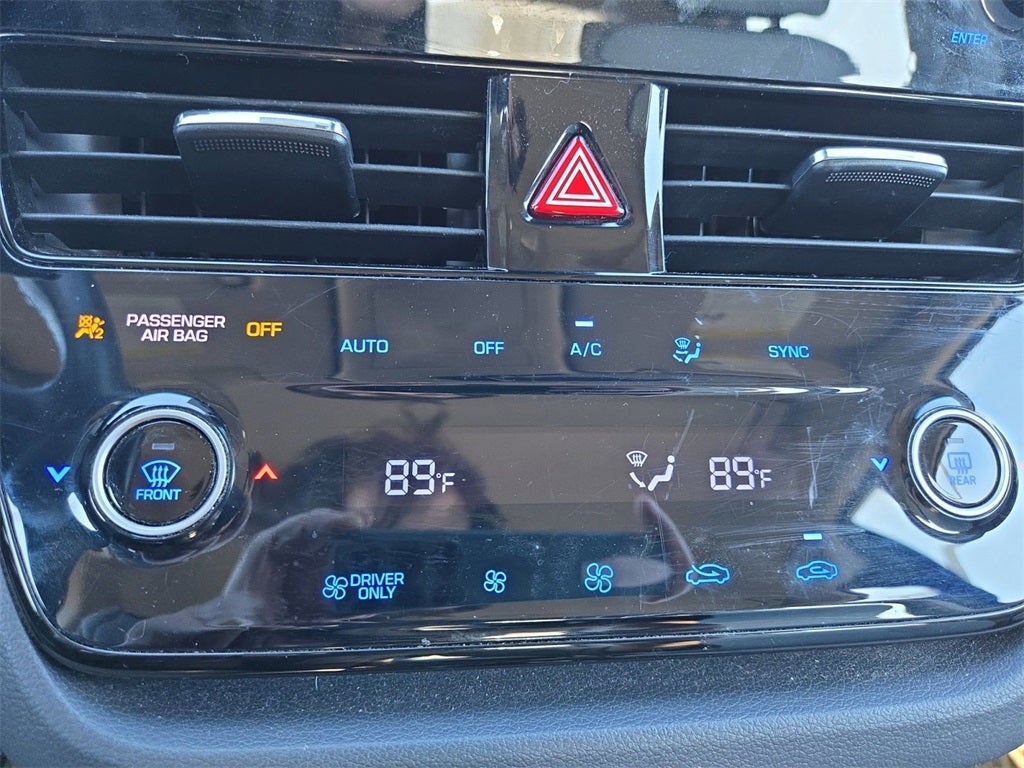 ENTER
PASSENGER
AIR BAG
OFF
AUTO
OFF
A/C
SYNC
FRONT
89°F
89°F
REAR
DRIVER
ONLY